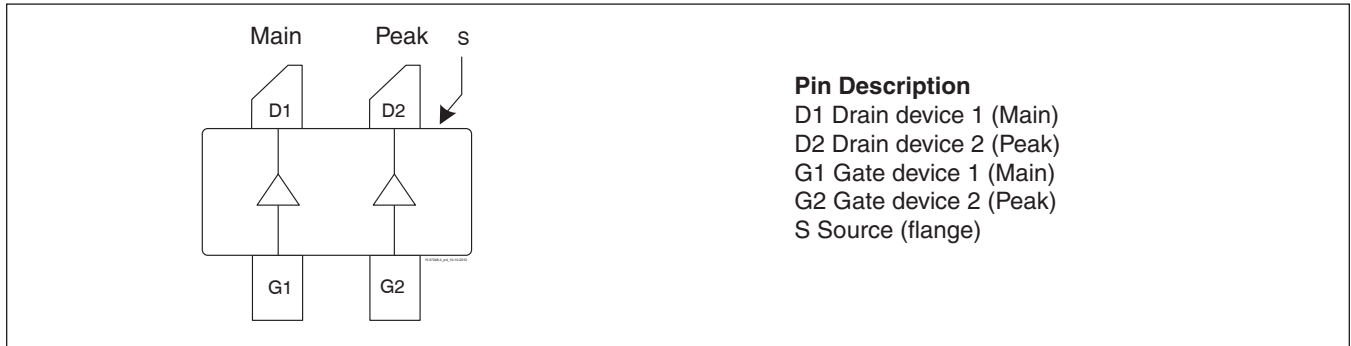 Main Peak S
D1 D2
G1 G2
Pin Description
D1 Drain device 1 (Main)
D2 Drain device 2 (Peak)
G1 Gate device 1 (Main)
G2 Gate device 2 (Peak)
S Source (flange)